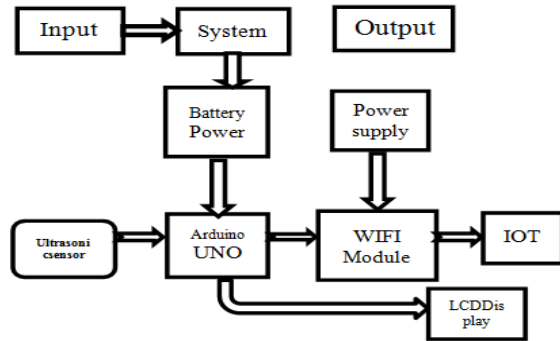 Input
System
Output
Battery
Power
Power
supply
Ultrasoni
csensor
Arduino
UNO
WIFI
Module
IOT
LCDDis
play